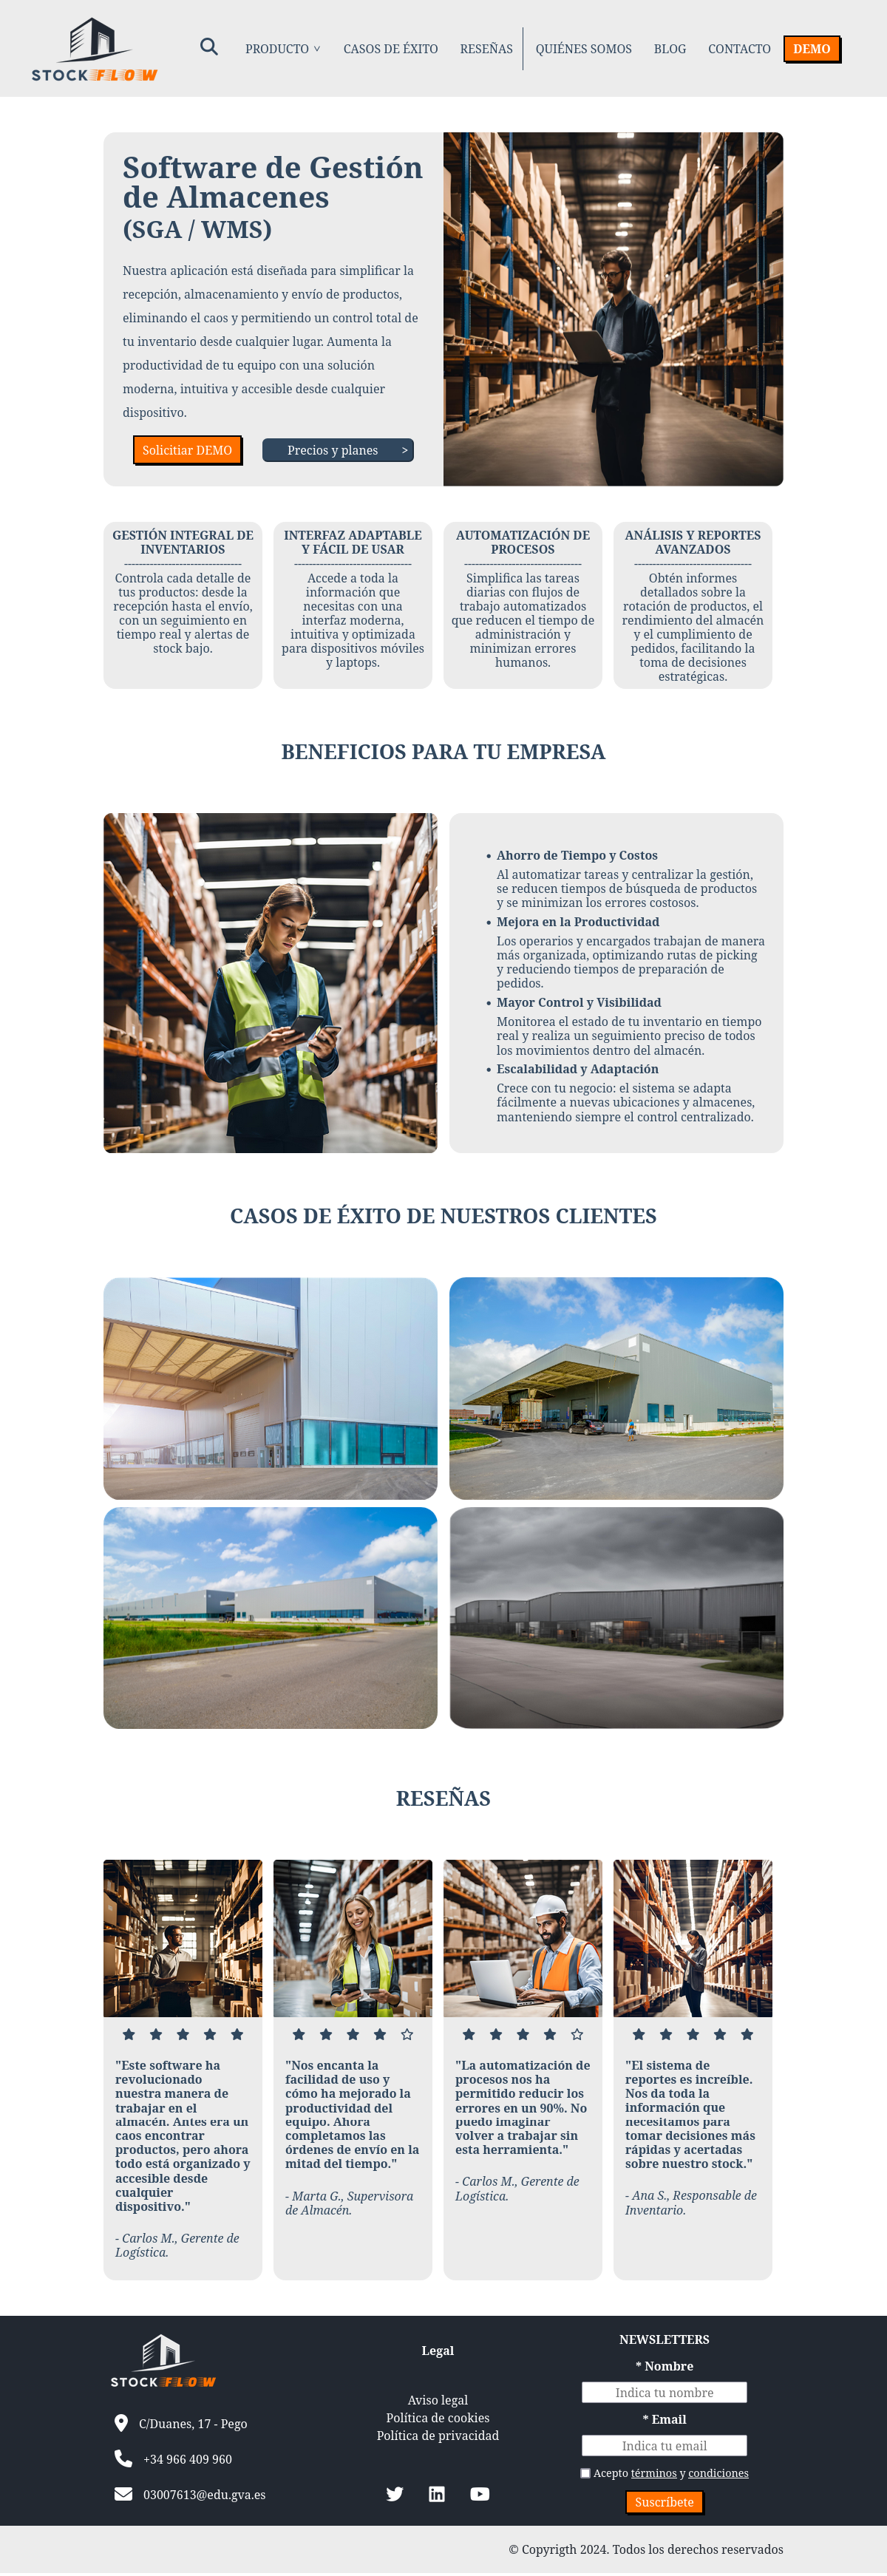 STOCKFLOW
PRODUCTO
CASOS DE ÉXITO
RESEÑAS
QUIÉNES SOMOS
BLOG
CONTACTO
DEMO
Software de Gestión
de Almacenes
(SGA / WMS)
Nuestra aplicación está diseñada para simplificar la
recepción, almacenamiento y envío de productos,
eliminando el caos y permitiendo un control total de
tu inventario desde cualquier lugar. Aumenta la
productividad de tu equipo con una solución
moderna, intuitiva y accesible desde cualquier
dispositivo.
Solicitiar DEMO
Precios y planes >
GESTIÓN INTEGRAL DE
INVENTARIOS
--------------------------------
Controla cada detalle de
tus productos: desde la
recepción hasta el envío,
con un seguimiento en
tiempo real y alertas de
stock bajo.
INTERFAZ ADAPTABLE
Y FÁCIL DE USAR
--------------------------------
Accede a toda la
información que
necesitas con una
interfaz moderna,
intuitiva y optimizada
para dispositivos móviles
y laptops.
AUTOMATIZACIÓN DE
PROCESOS
--------------------------------
Simplifica las tareas
diarias con flujos de
trabajo automatizados
que reducen el tiempo de
administración y
minimizan errores
humanos.
ANÁLISIS Y REPORTES
AVANZADOS
--------------------------------
Obtén informes
detallados sobre la
rotación de productos, el
rendimiento del almacén
y el cumplimiento de
pedidos, facilitando la
toma de decisiones
estratégicas.
BENEFICIOS PARA TU EMPRESA
• Ahorro de Tiempo y Costos
Al automatizar tareas y centralizar la gestión,
se reducen tiempos de búsqueda de productos
y se minimizan los errores costosos.
• Mejora en la Productividad
Los operarios y encargados trabajan de manera
más organizada, optimizando rutas de picking
y reduciendo tiempos de preparación de
pedidos.
• Mayor Control y Visibilidad
Monitorea el estado de tu inventario en tiempo
real y realiza un seguimiento preciso de todos
los movimientos dentro del almacén.
• Escalabilidad y Adaptación
Crece con tu negocio: el sistema se adapta
fácilmente a nuevas ubicaciones y almacenes,
manteniendo siempre el control centralizado.
CASOS DE ÉXITO DE NUESTROS CLIENTES
RESEÑAS
"Este software ha
revolucionado
nuestra manera de
trabajar en el
almacén. Antes era un
caos encontrar
productos, pero ahora
todo está organizado y
accesible desde
cualquier
dispositivo."
- Carlos M., Gerente de
Logística.
"Nos encanta la
facilidad de uso y
cómo ha mejorado la
productividad del
equipo. Ahora
completamos las
órdenes de envío en la
mitad del tiempo."
- Marta G., Supervisora
de Almacén.
"La automatización de
procesos nos ha
permitido reducir los
errores en un 90%. No
puedo imaginar
volver a trabajar sin
esta herramienta."
- Carlos M., Gerente de
Logística.
"El sistema de
reportes es increíble.
Nos da toda la
información que
necesitamos para
tomar decisiones más
rápidas y acertadas
sobre nuestro stock."
- Ana S., Responsable de
Inventario.
STOCKFLOW
C/Duanes, 17 - Pego
+34 966 409 960
03007613@edu.gva.es
Legal
Aviso legal
Política de cookies
Política de privacidad
NEWSLETTERS
* Nombre
Indica tu nombre
* Email
Indica tu email
Acepto términos y condiciones
Suscríbete
© Copyrigth 2024. Todos los derechos reservados